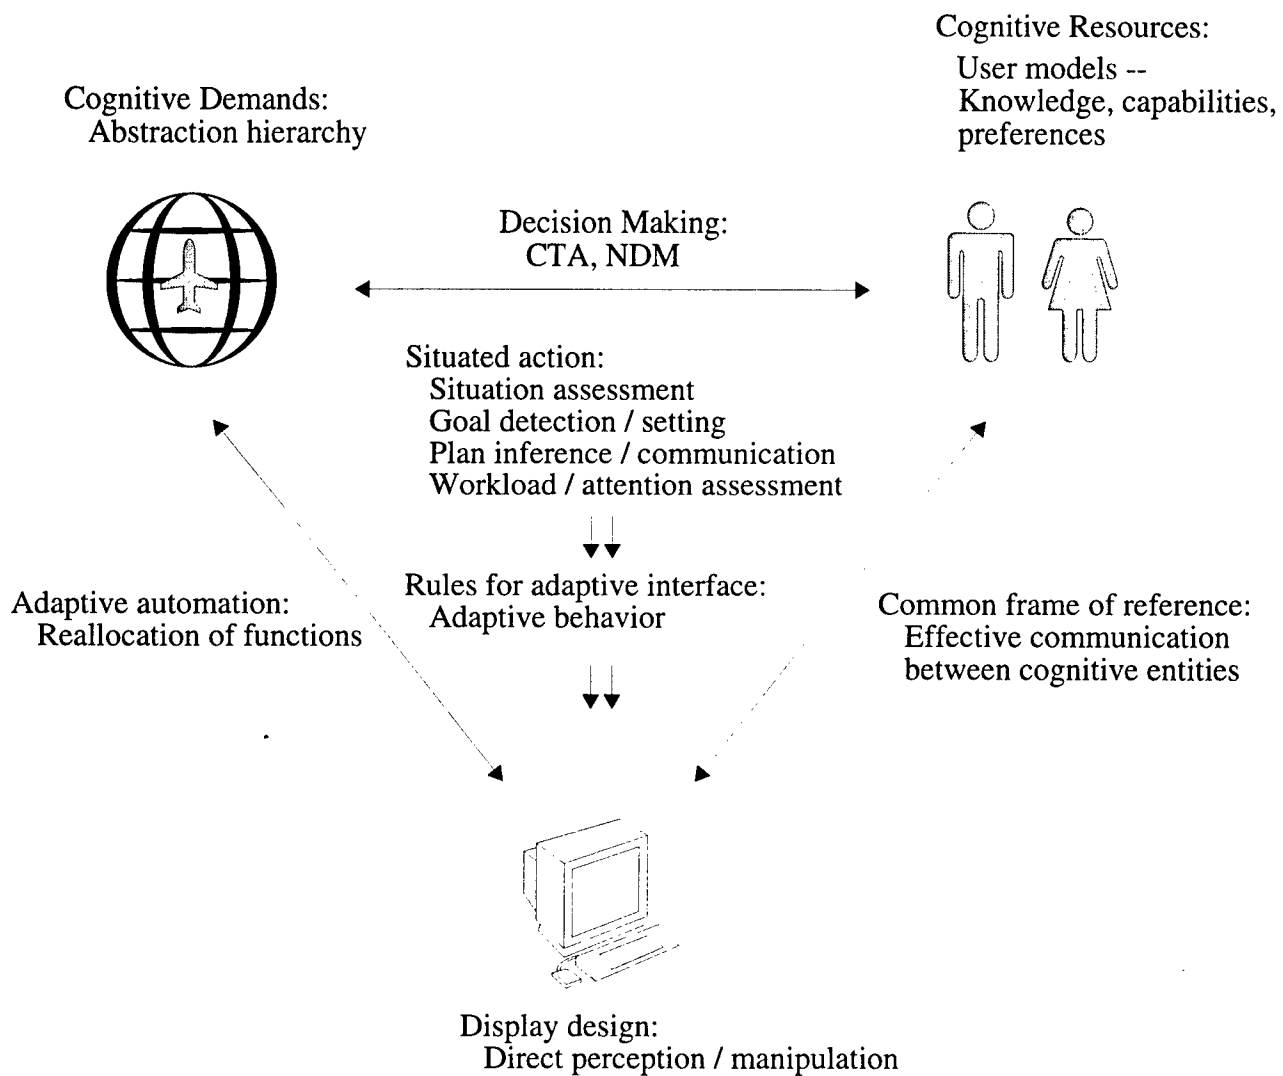 Cognitive Resources:
User models --
Knowledge, capabilities,
preferences
Cognitive Demands:
Abstraction hierarchy
Decision Making:
CTA, NDM
Situated action:
Situation assessment
Goal detection / setting
Plan inference / communication
Workload / attention assessment
Rules for adaptive interface:
Adaptive behavior
Adaptive automation:
Reallocation of functions
Common frame of reference:
Effective communication
between cognitive entities
Display design:
Direct perception / manipulation